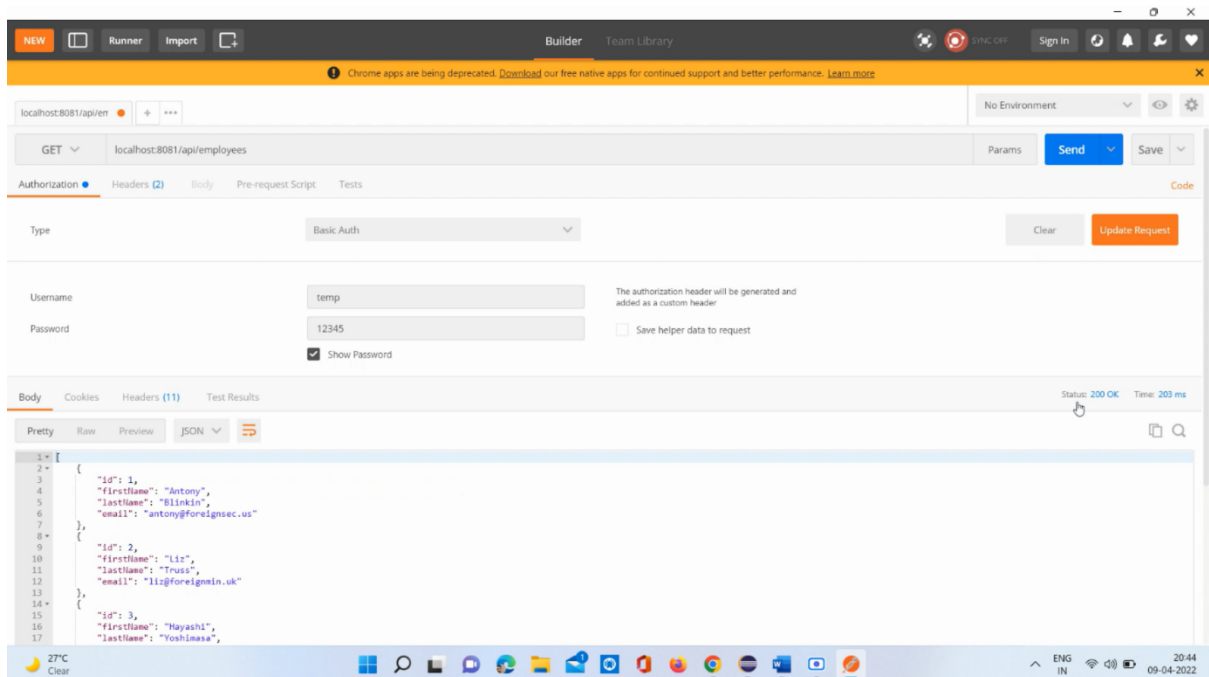 NEW Runner Import Builder Team Library SYNC OFF Sign In
Chrome apps are being deprecated. Download our free native apps for continued support and better performance. Learn more
localhost:8081/api/em No Environment
GET localhost:8081/api/employees Params Send Save
Authorization Headers (2) Body Pre-request Script Tests Code
Type Basic Auth Clear Update Request
Username temp The authorization header will be generated and
added as a custom header
Password 12345 Save helper data to request
Show Password
Body Cookies Headers (11) Test Results Status: 200 OK Time: 203 ms
Pretty Raw Preview JSON
1 [
2 {
3 "id": 1,
4 "firstName": "Antony",
5 "lastName": "Blinkin",
6 "email": "antony@foreignsec.us"
7 },
8 {
9 "id": 2,
10 "firstName": "Liz",
11 "lastName": "Truss",
12 "email": "liz@foreignmin.uk"
13 },
14 {
15 "id": 3,
16 "firstName": "Hayashi",
17 "lastName": "Yoshimasa",
27°C
Clear
ENG
IN
20:44
09-04-2022